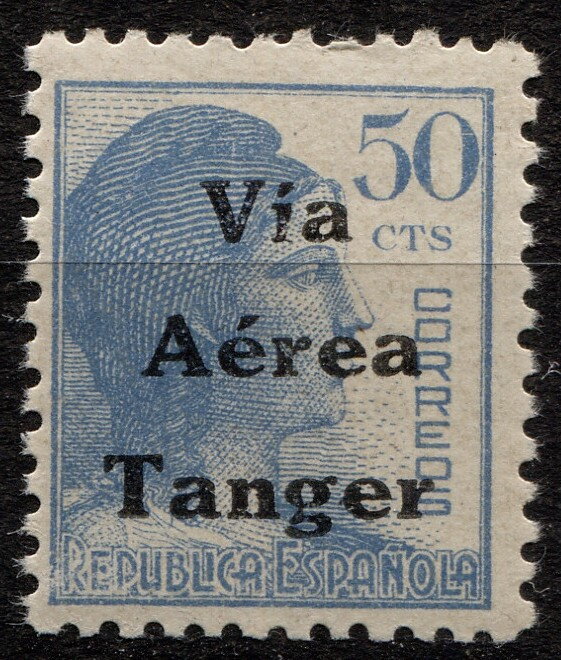 50
CTS
Vía
Aérea
Tanger
CORREOS
REPUBLICA ESPAÑOLA